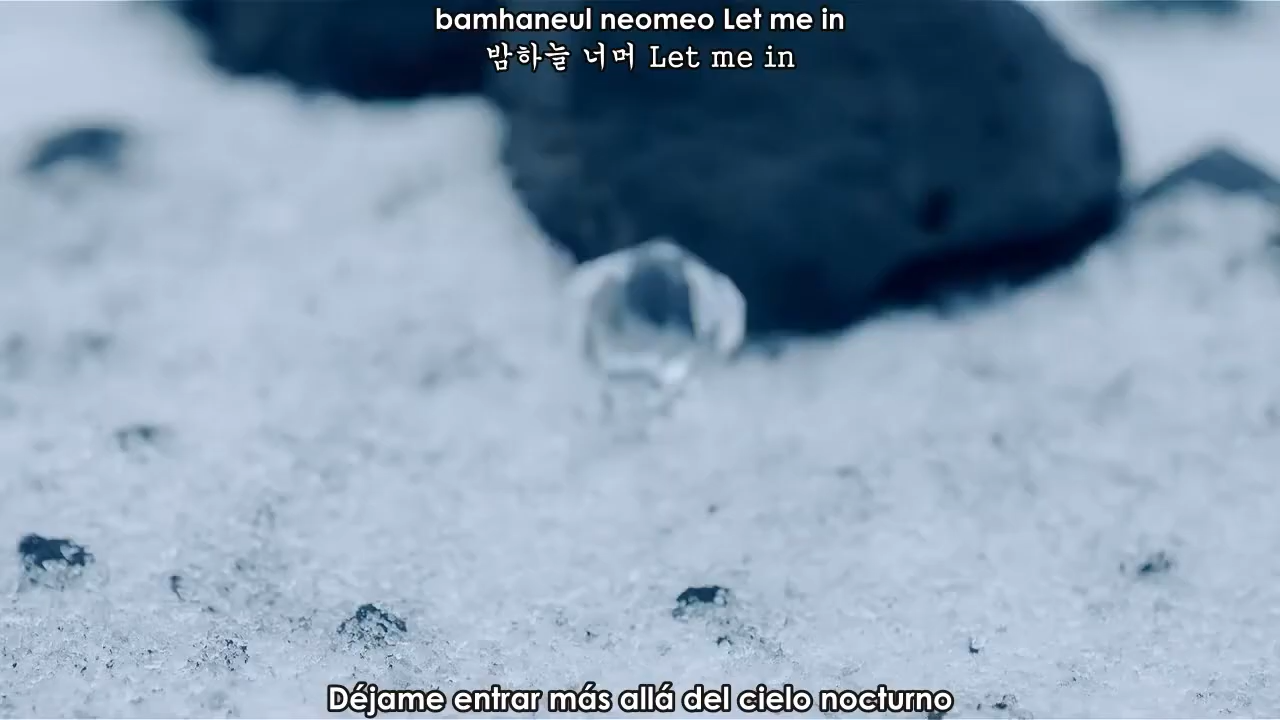 bamhaneul neomeo Let me in
밤하늘 너머 Let me in
Déjame entrar más allá del cielo nocturno